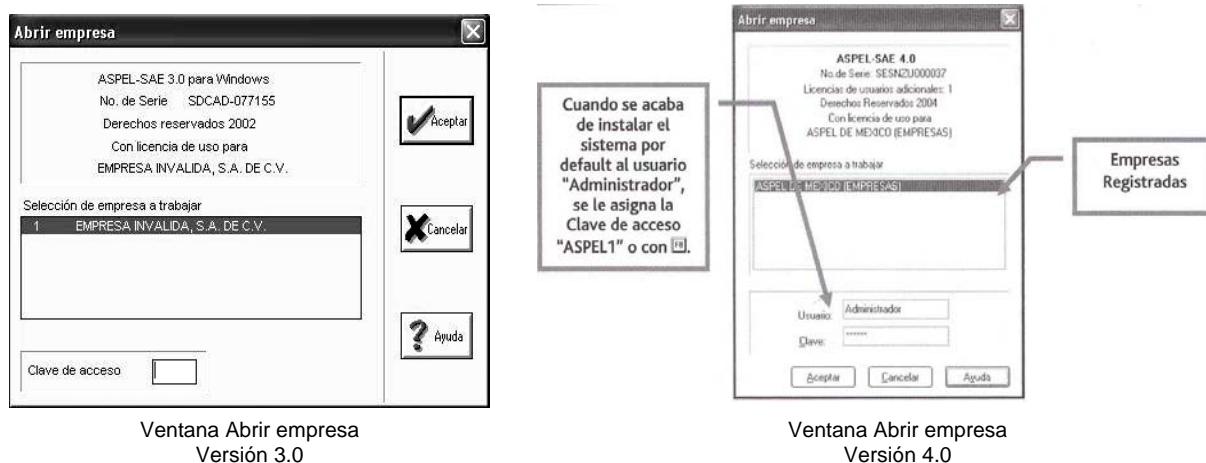 Abrir empresa
ASPEL-SAE 3.0 para Windows
No. de Serie SDCAD-077155
Derechos reservados 2002
Con licencia de uso para
EMPRESA INVALIDA, S.A. DE C.V.
Selección de empresa a trabajar
1 EMPRESA INVALIDA, S.A. DE C.V.
Clave de acceso
Aceptar
Cancelar
Ayuda
Ventana Abrir empresa
Versión 3.0
Cuando se acaba
de instalar el
sistema por
default al usuario
"Administrador",
se le asigna la
Clave de acceso
"ASPEL1" o con F8.
Abrir empresa
ASPEL-SAE 4.0
No.de Serie: SESNZU000037
Licencias de usuarios adicionales: 1
Derechos Reservados 2004
Con licencia de uso para
ASPEL DE MEXICO (EMPRESAS)
Selección de empresa a trabajar
ASPEL DE MEXICO (EMPRESAS)
Usuario: Administrador
Clave: ******
Aceptar
Cancelar
Ayuda
Empresas
Registradas
Ventana Abrir empresa
Versión 4.0